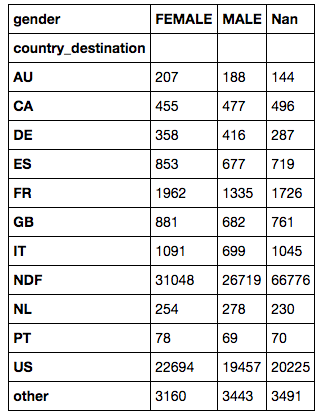 gender FEMALE MALE Nan
country_destination
AU 207 188 144
CA 455 477 496
DE 358 416 287
ES 853 677 719
FR 1962 1335 1726
GB 881 682 761
IT 1091 699 1045
NDF 31048 26719 66776
NL 254 278 230
PT 78 69 70
US 22694 19457 20225
other 3160 3443 3491